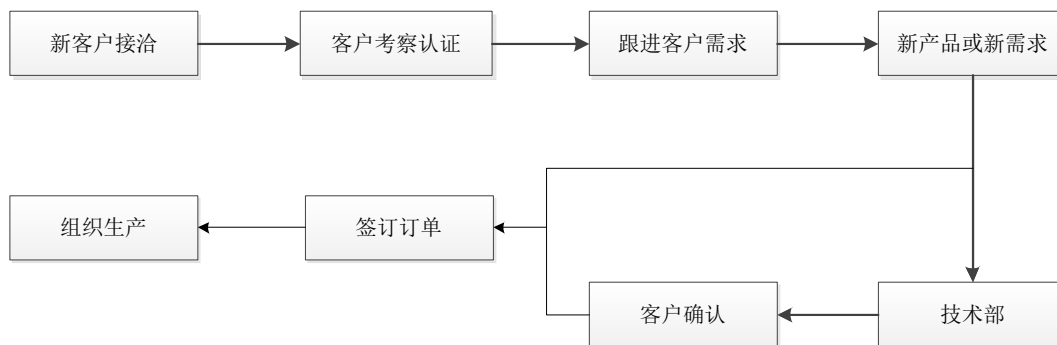 新客户接洽
客户考察认证
跟进客户需求
新产品或新需求
组织生产
签订订单
客户确认
技术部